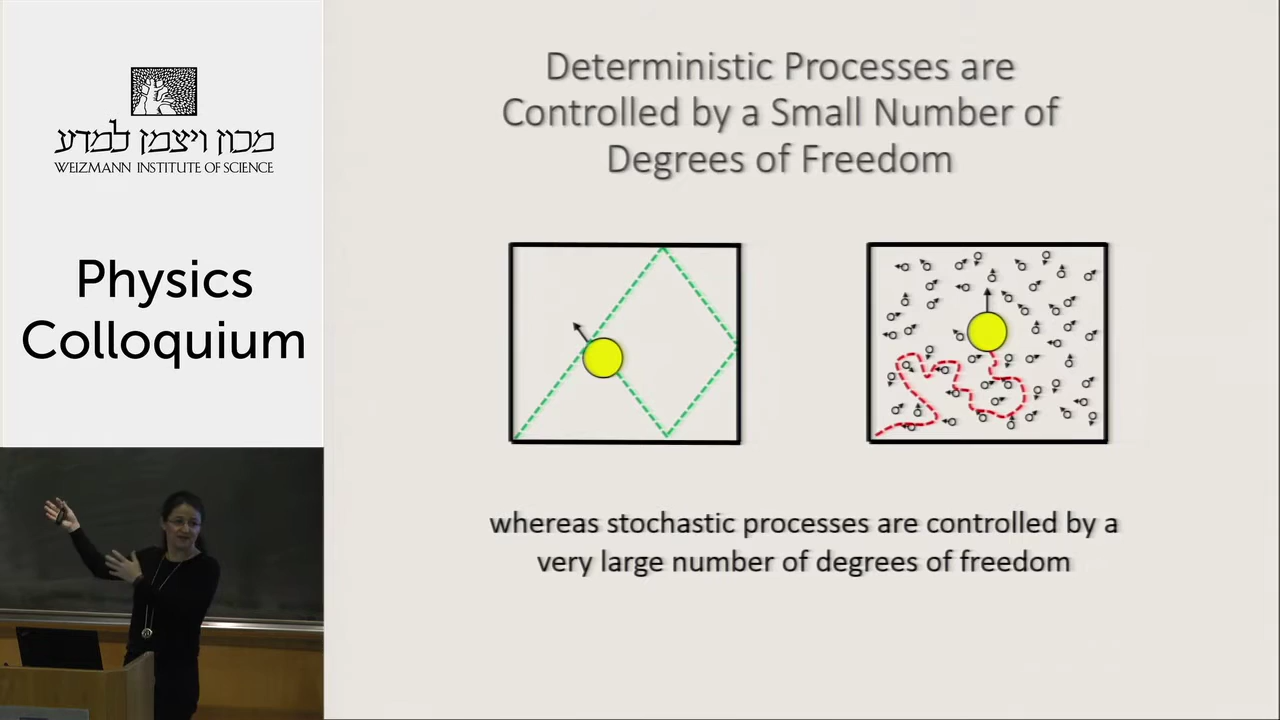 מכון ויצמן למדע
WEIZMANN INSTITUTE OF SCIENCE
Physics
Colloquium
Deterministic Processes are
Controlled by a Small Number of
Degrees of Freedom
whereas stochastic processes are controlled by a
very large number of degrees of freedom